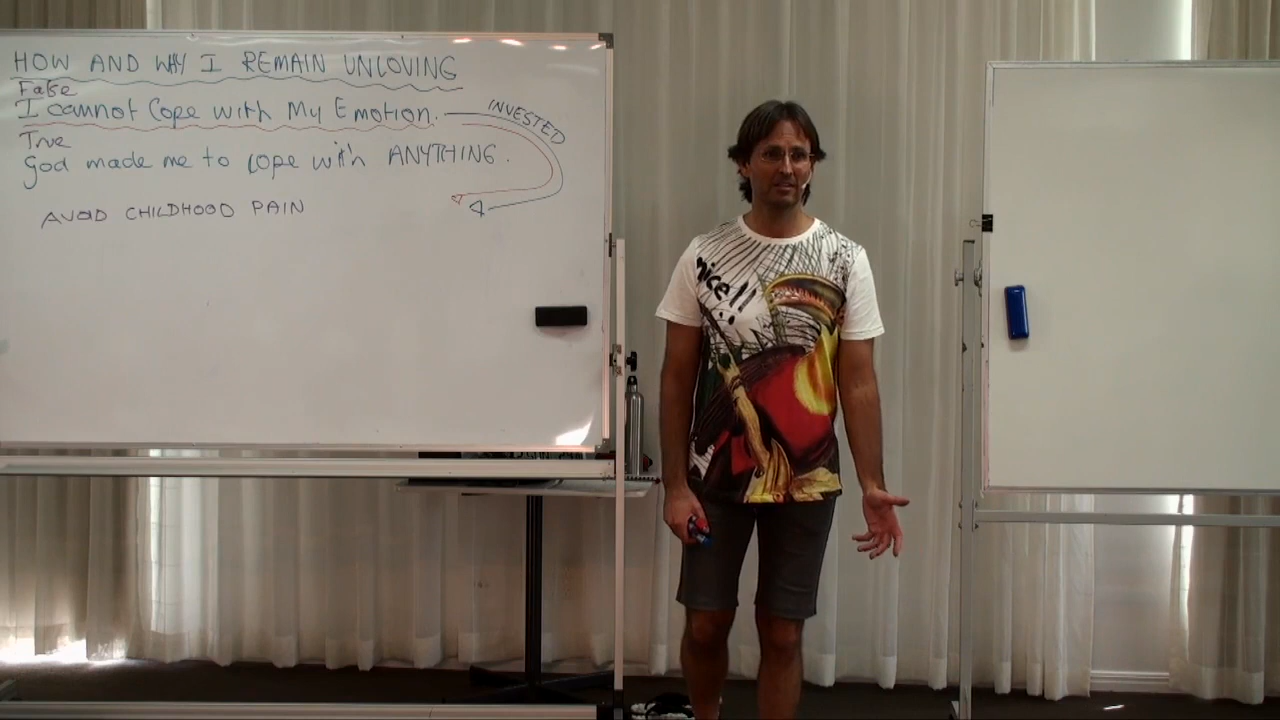 HOW AND WHY I REMAIN UNLOVING
False
I cannot Cope with My Emotion.
INVESTED
True
God made me to cope with ANYTHING.
AVOID CHILDHOOD PAIN
nice!!